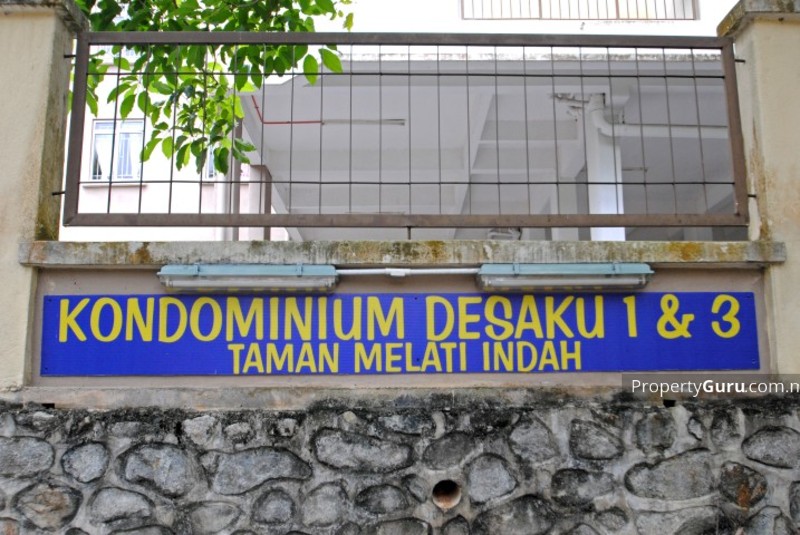 KONDOMINIUM DESAKU 1 & 3
TAMAN MELATI INDAH
PropertyGuru.com.n